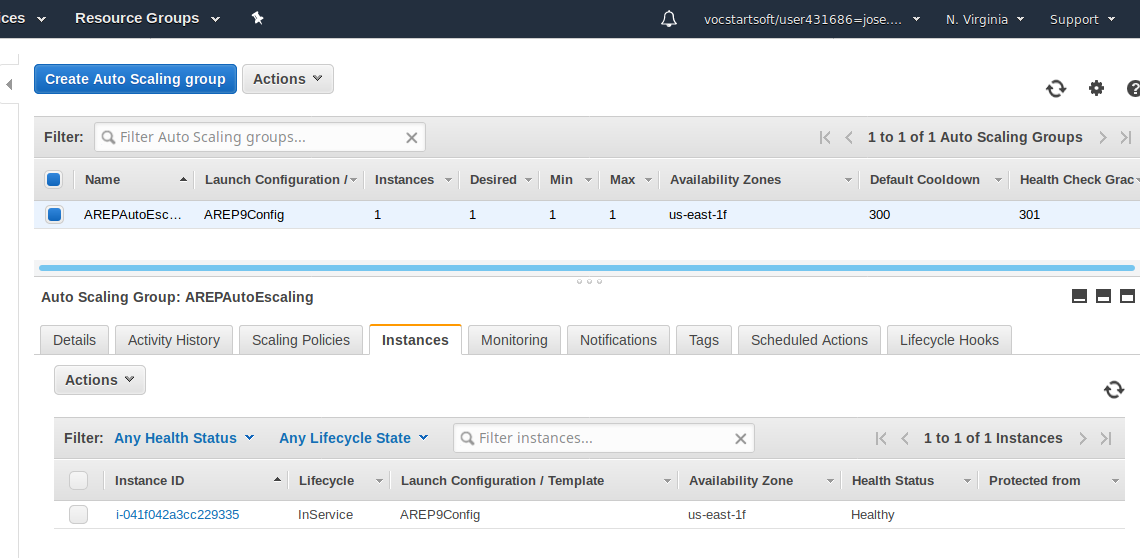 ces Resource Groups vocstartsoft/user431686=jose.... N. Virginia Support
Create Auto Scaling group Actions
Filter: Filter Auto Scaling groups... 1 to 1 of 1 Auto Scaling Groups
Name Launch Configuration / Instances Desired Min Max Availability Zones Default Cooldown Health Check Grac
AREPAutoEsc... AREP9Config 1 1 1 1 us-east-1f 300 301
Auto Scaling Group: AREPAutoEscaling
Details Activity History Scaling Policies Instances Monitoring Notifications Tags Scheduled Actions Lifecycle Hooks
Actions
Filter: Any Health Status Any Lifecycle State Filter instances... 1 to 1 of 1 Instances
Instance ID Lifecycle Launch Configuration / Template Availability Zone Health Status Protected from
i-041f042a3cc229335 InService AREP9Config us-east-1f Healthy